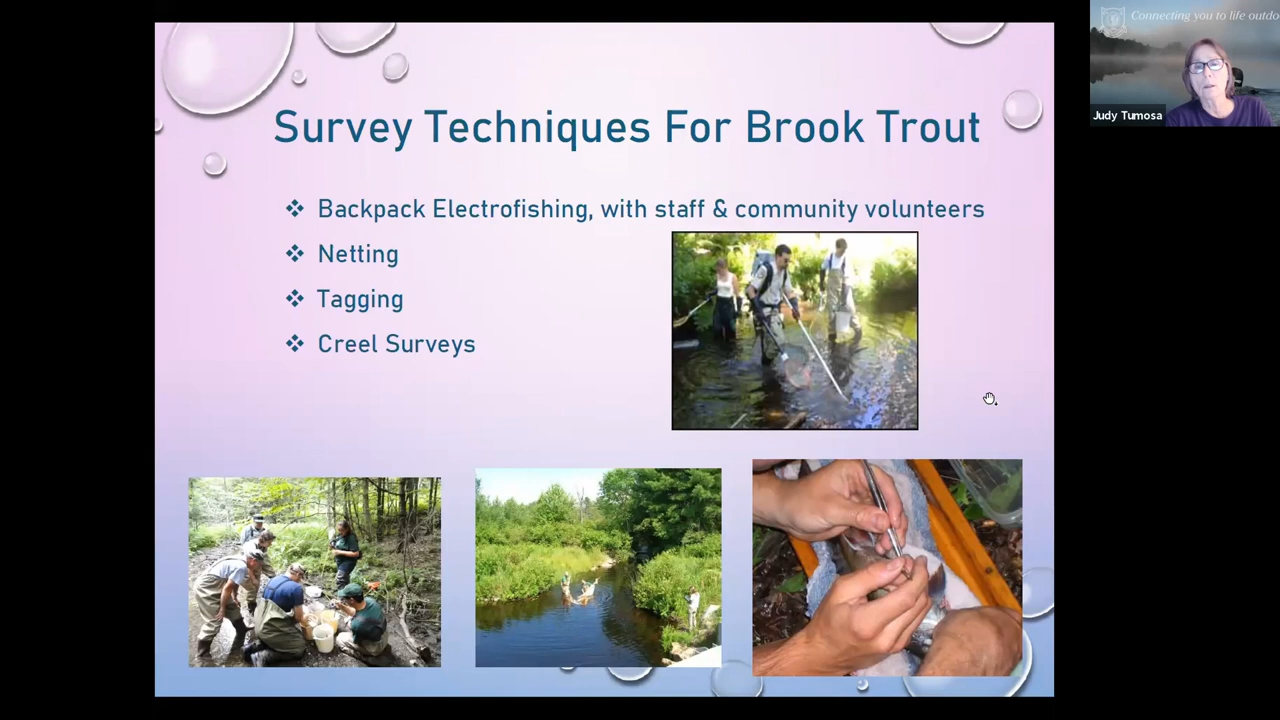 Survey Techniques For Brook Trout
❖ Backpack Electrofishing, with staff & community volunteers
❖ Netting
❖ Tagging
❖ Creel Surveys
Connecting you to life outdo
Judy Tumosa